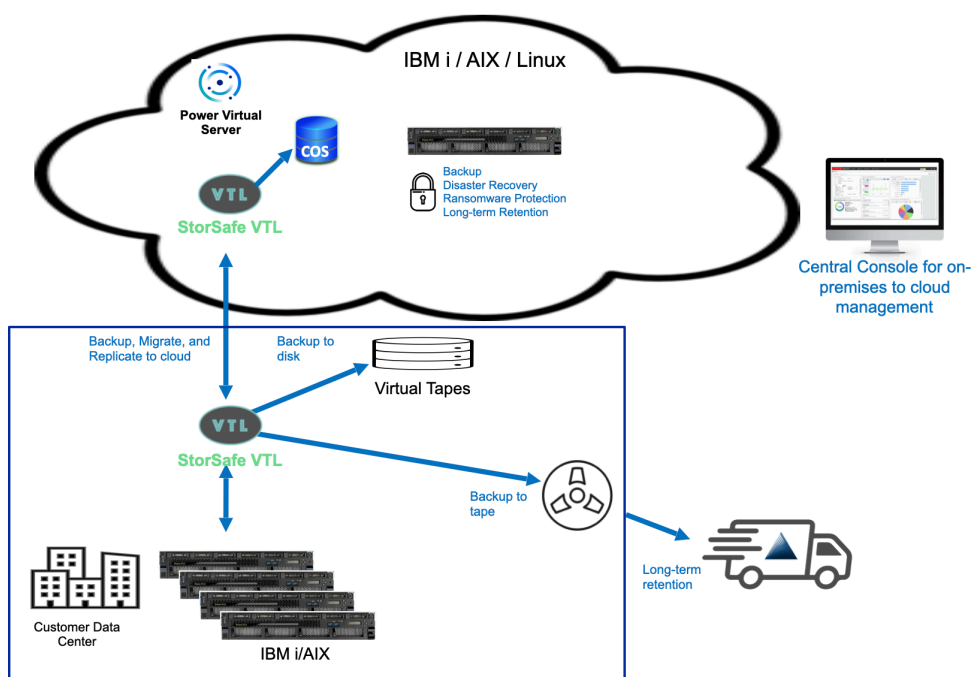 IBM i / AIX / Linux
Power Virtual
Server
COS
VTL
StorSafe VTL
Backup
Disaster Recovery
Ransomware Protection
Long-term Retention
Central Console for on-
premises to cloud
management
Backup, Migrate, and
Replicate to cloud
Backup to
disk
Virtual Tapes
VTL
StorSafe VTL
Backup to
tape
Long-term
retention
Customer Data
Center
IBM i/AIX